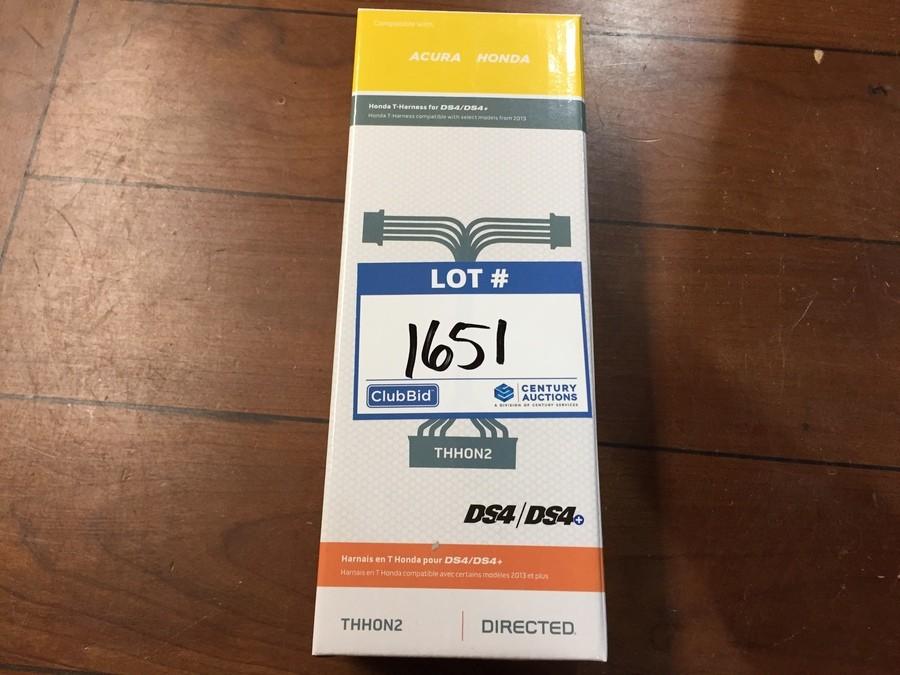 Compatible with
ACURA HONDA
Honda T-Harness for DS4/DS4+
Honda T-Harness compatible with select models from 2013
LOT #
1651
ClubBid
CENTURY
AUCTIONS
A DIVISION OF CENTURY SERVICES
THHON2
DS4/DS4+
Harnais en T Honda pour DS4/DS4+
Harnais en T Honda compatible avec certains modèles 2013 et plus
THHON2 DIRECTED.